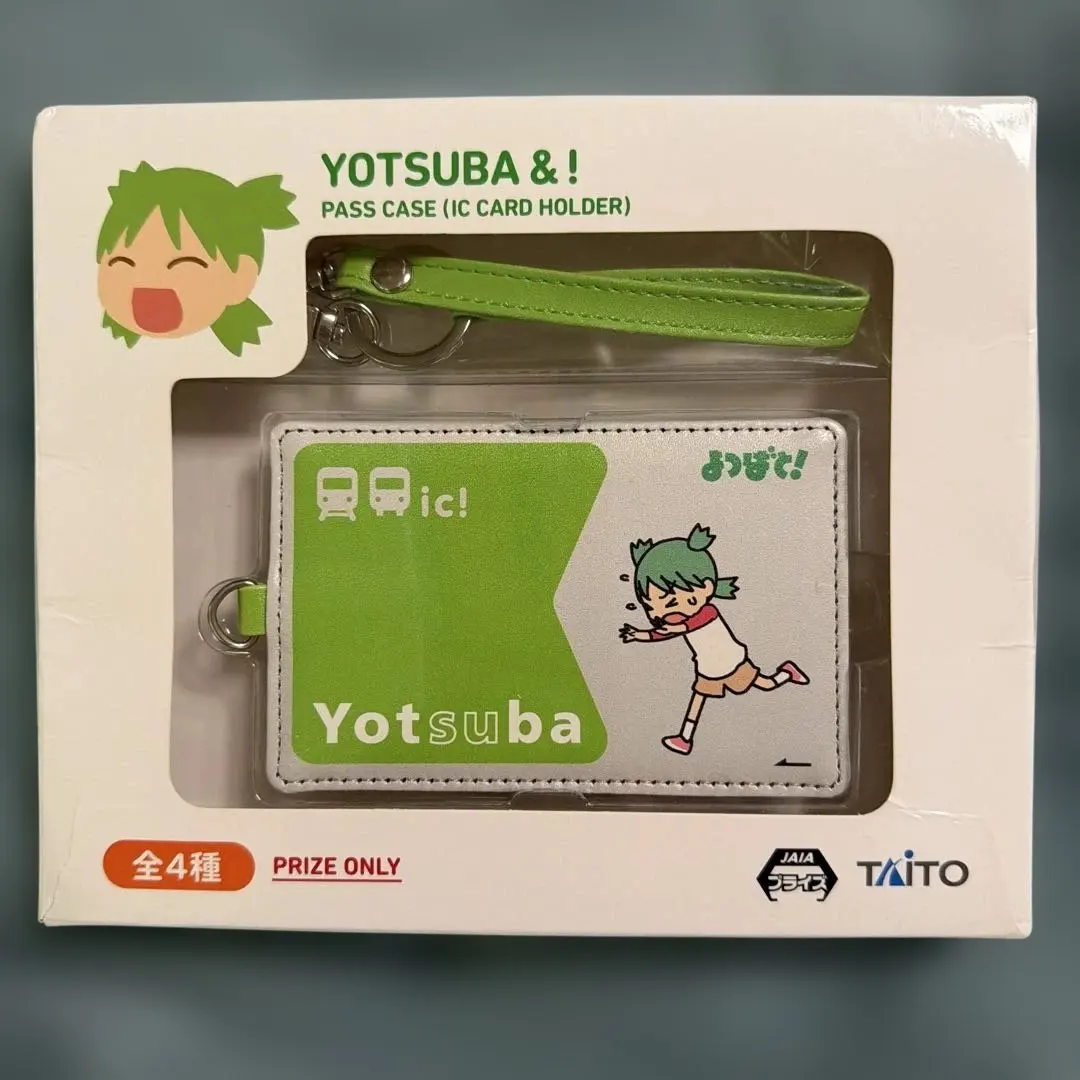 YOTSUBA & !
PASS CASE (IC CARD HOLDER)
ic!
よつばと!
Yotsuba
全4種
PRIZE ONLY
JAIA
プライズ
TAiTO